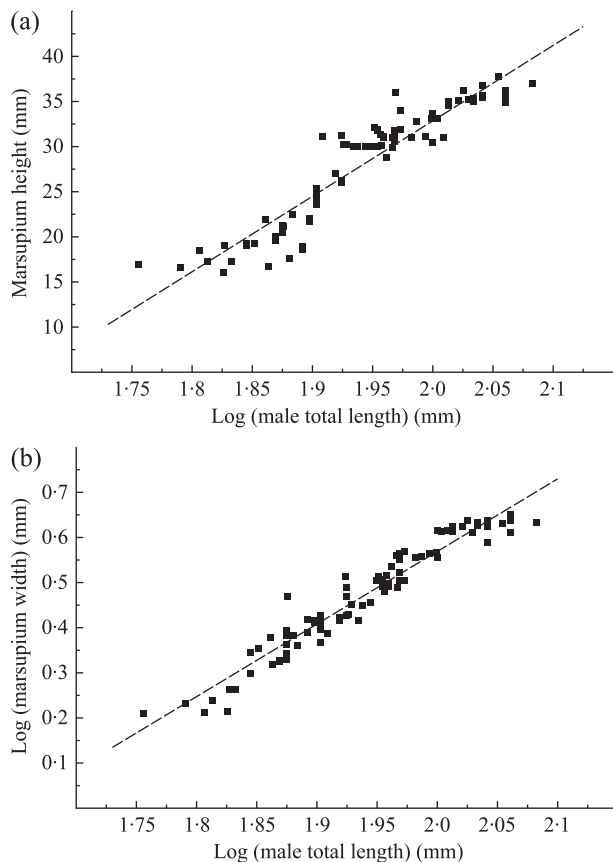 (a)
Marsupium height (mm)
40
35
30
25
20
15
10
1·75 1·8 1·85 1·9 1·95 2·0 2·05 2·1
Log (male total length) (mm)
(b)
Log (marsupium width) (mm)
0·7
0·6
0·5
0·4
0·3
0·2
0·1
1·75 1·8 1·85 1·9 1·95 2·0 2·05 2·1
Log (male total length) (mm)